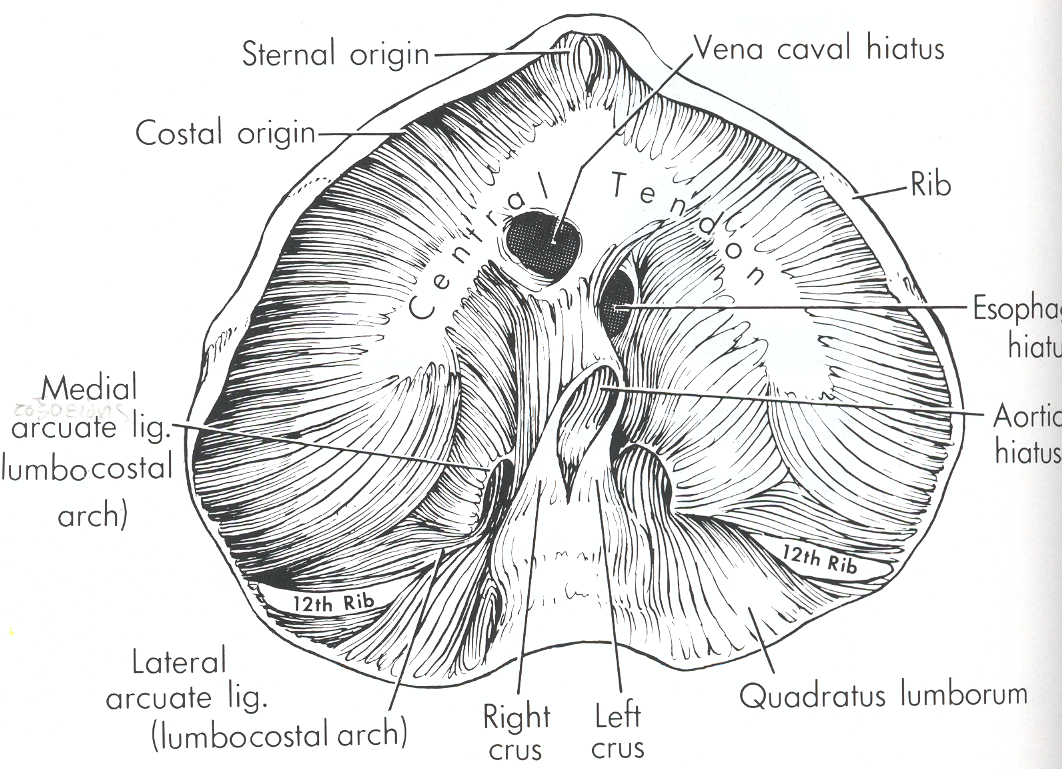 Sternal origin
Vena caval hiatus
Costal origin
Rib
Central Tendon
Esopha
hiatu
Medial
arcuate lig.
(lumbocostal
arch)
Aortic
hiatus
12th Rib
12th Rib
Lateral
arcuate lig.
(lumbocostal arch)
Right
crus
Left
crus
Quadratus lumborum